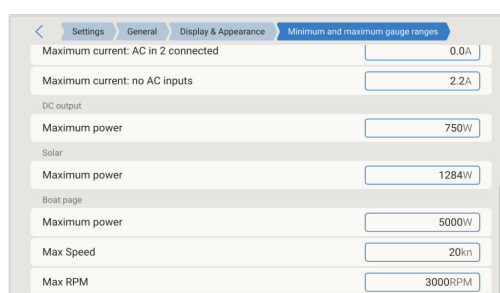 Settings General Display & Appearance Minimum and maximum gauge ranges
Maximum current: AC in 2 connected 0.0A
Maximum current: no AC inputs 2.2A
DC output
Maximum power 750W
Solar
Maximum power 1284W
Boat page
Maximum power 5000W
Max Speed 20kn
Max RPM 3000RPM